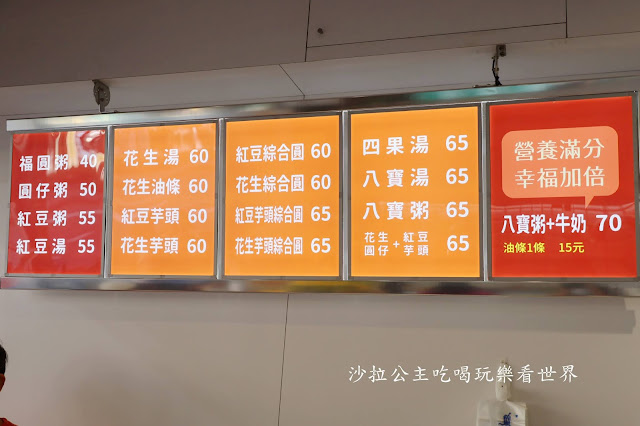 福圓粥 40
圓仔粥 50
紅豆粥 55
紅豆湯 55
花生湯 60
花生油條 60
紅豆芋頭 60
花生芋頭 60
紅豆綜合圓 60
花生綜合圓 60
紅豆芋頭綜合圓 65
花生芋頭綜合圓 65
四果湯 65
八寶湯 65
八寶粥 65
花生圓仔+紅豆芋頭 65
營養滿分
幸福加倍
八寶粥+牛奶 70
油條1條 15元
沙拉公主吃喝玩樂看世界